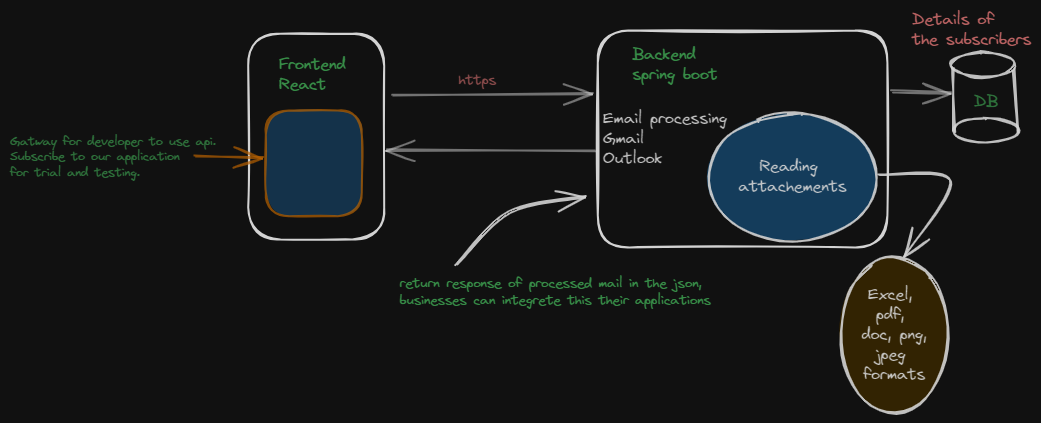 Details of
the subscribers
Frontend
React
https
Backend
spring boot
DB
Gatway for developer to use api.
Subscribe to our application
for trial and testing.
Email processing
Gmail
Outlook
Reading
attachements
return response of processed mail in the json,
businesses can integrete this their applications
Excel,
pdf,
doc, png,
jpeg
formats